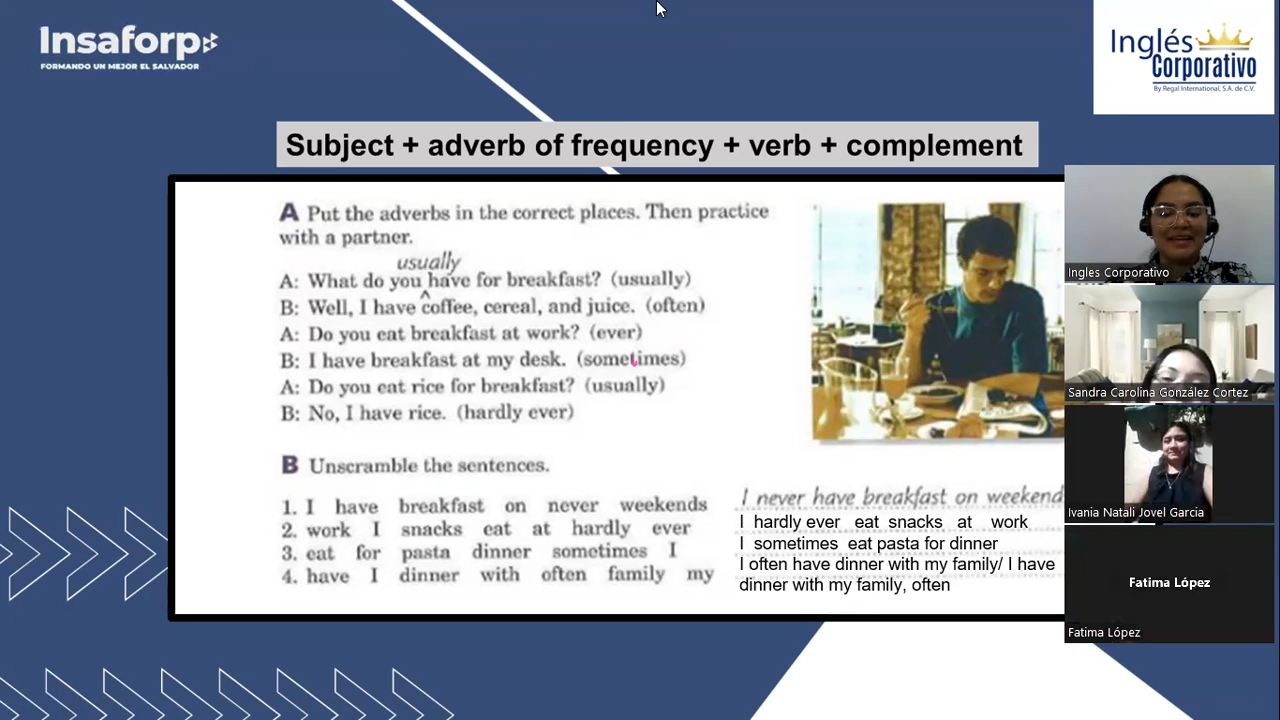 Insaforp
FORMANDO UN MEJOR EL SALVADOR
Inglés
Corporativo
By Regal International, S.A. de C.V.
Subject + adverb of frequency + verb + complement
A Put the adverbs in the correct places. Then practice
with a partner.
usually
A: What do you have for breakfast? (usually)
B: Well, I have coffee, cereal, and juice. (often)
A: Do you eat breakfast at work? (ever)
B: I have breakfast at my desk. (sometimes)
A: Do you eat rice for breakfast? (usually)
B: No, I have rice. (hardly ever)
B Unscramble the sentences.
1. I have breakfast on never weekends
2. work I snacks eat at hardly ever
3. eat for pasta dinner sometimes I
4. have I dinner with often family my
I never have breakfast on weekend
I hardly ever eat snacks at work
I sometimes eat pasta for dinner
I often have dinner with my family/ I have
dinner with my family, often
Ingles Corporativo
Sandra Carolina González Cortez
Ivania Natali Jovel Garcia
Fatima López
Fatima López